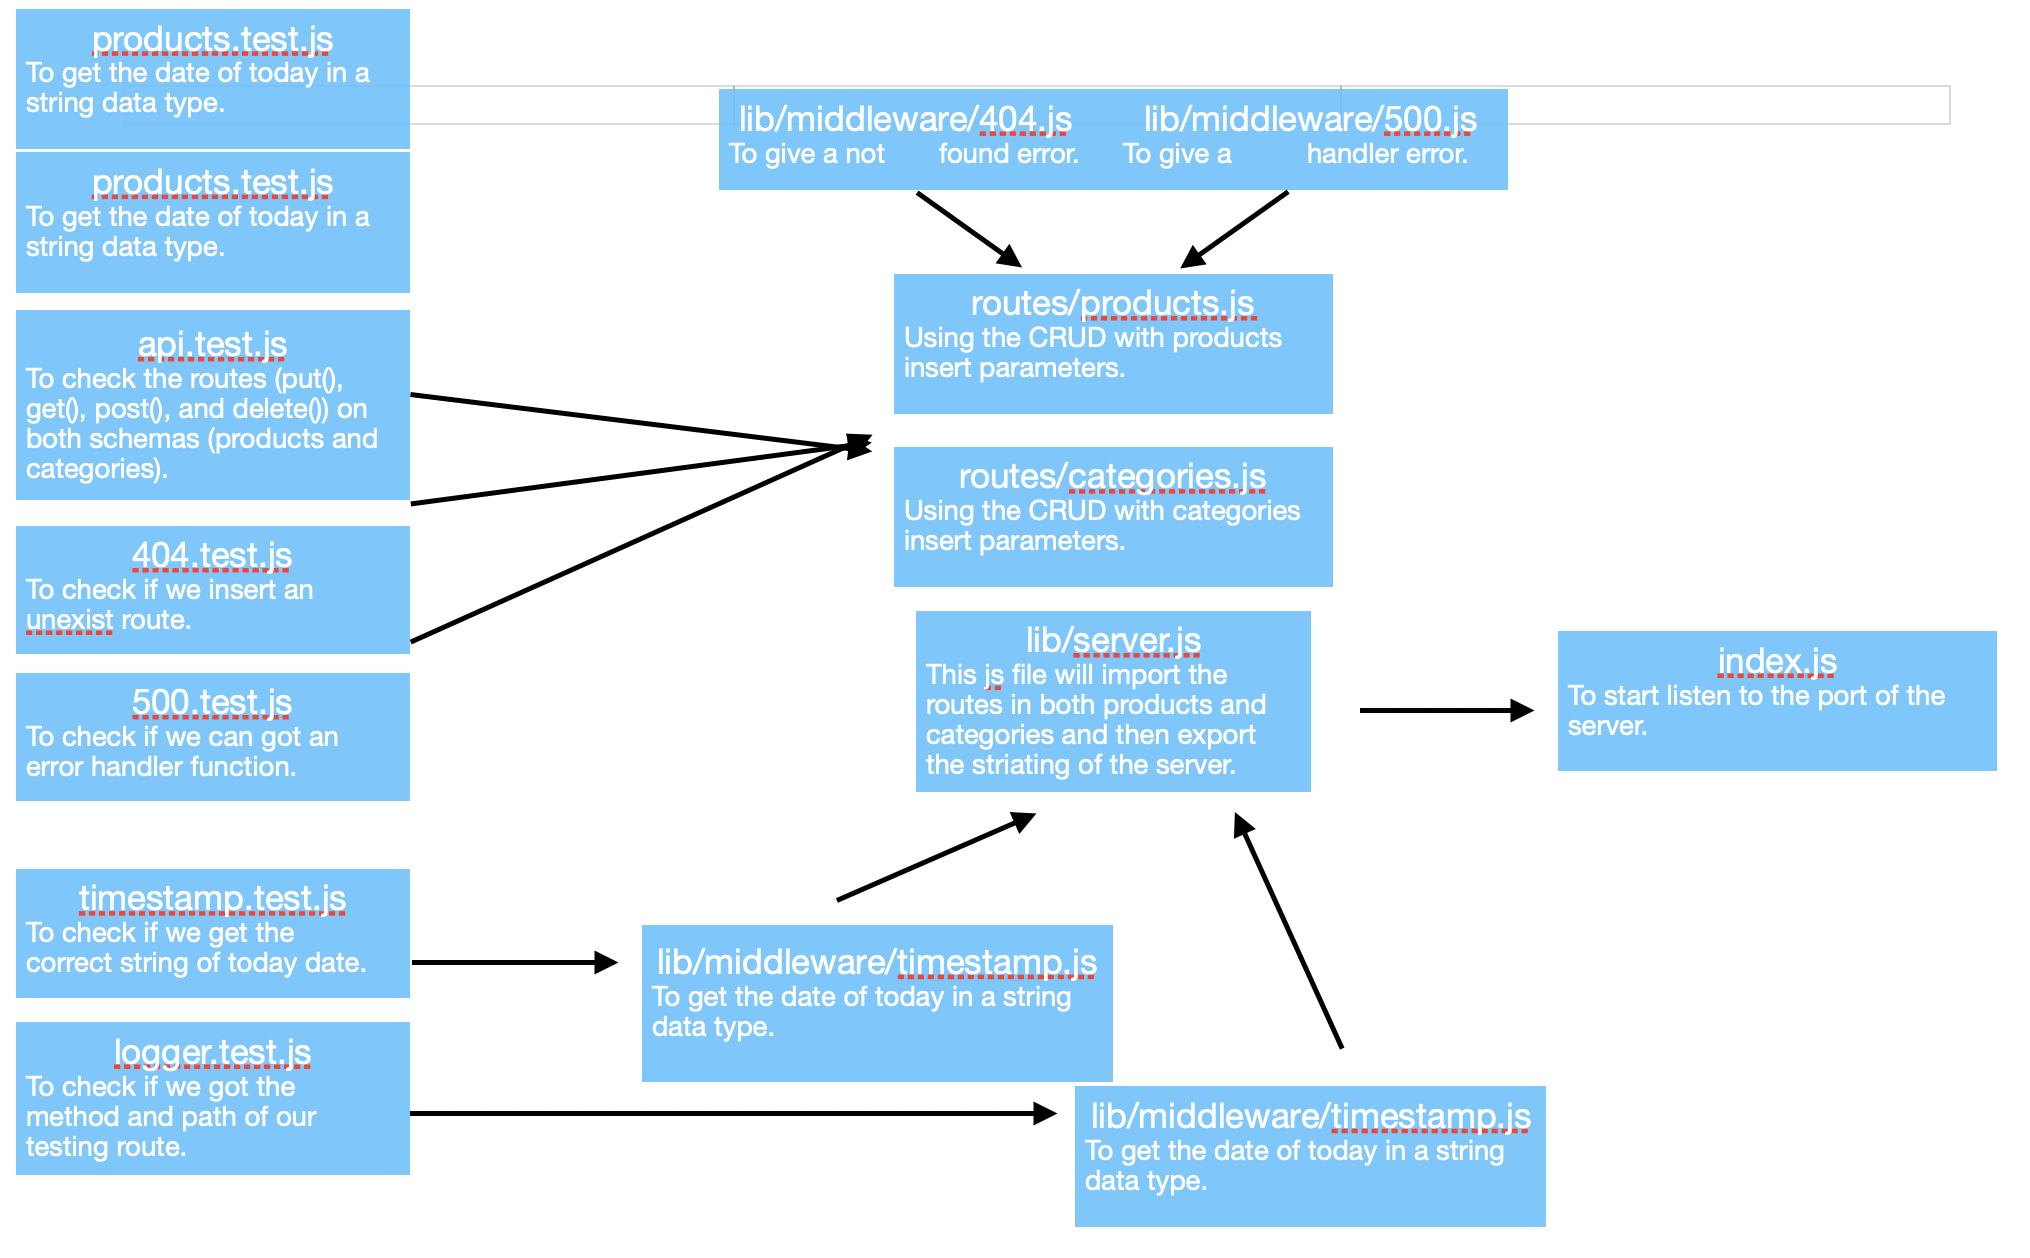 products.test.js
To get the date of today in a
string data type.
products.test.js
To get the date of today in a
string data type.
api.test.js
To check the routes (put(),
get(), post(), and delete()) on
both schemas (products and
categories).
404.test.js
To check if we insert an
unexist route.
500.test.js
To check if we can got an
error handler function.
timestamp.test.js
To check if we get the
correct string of today date.
logger.test.js
To check if we got the
method and path of our
testing route.
lib/middleware/404.js
To give a not found error.
lib/middleware/500.js
To give a handler error.
routes/products.js
Using the CRUD with products
insert parameters.
routes/categories.js
Using the CRUD with categories
insert parameters.
lib/server.js
This js file will import the
routes in both products and
categories and then export
the striating of the server.
index.js
To start listen to the port of the
server.
lib/middleware/timestamp.js
To get the date of today in a string
data type.
lib/middleware/timestamp.js
To get the date of today in a string
data type.